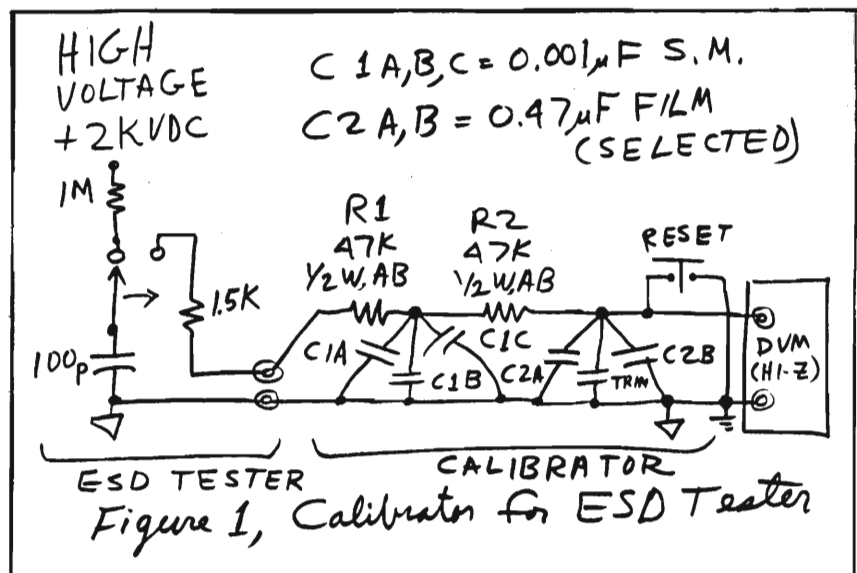 HIGH
VOLTAGE
+2KVDC
C1A,B,C = 0.001µF S.M.
C2A,B = 0.47µF FILM
(SELECTED)
1M
R1
47K
½W,AB
R2
47K
½W,AB
RESET
1.5K
100p
C1A
C1B
C1C
C2A
TRIM
C2B
DVM
(HI-Z)
ESD TESTER
CALIBRATOR
Figure 1, Calibrator for ESD Tester